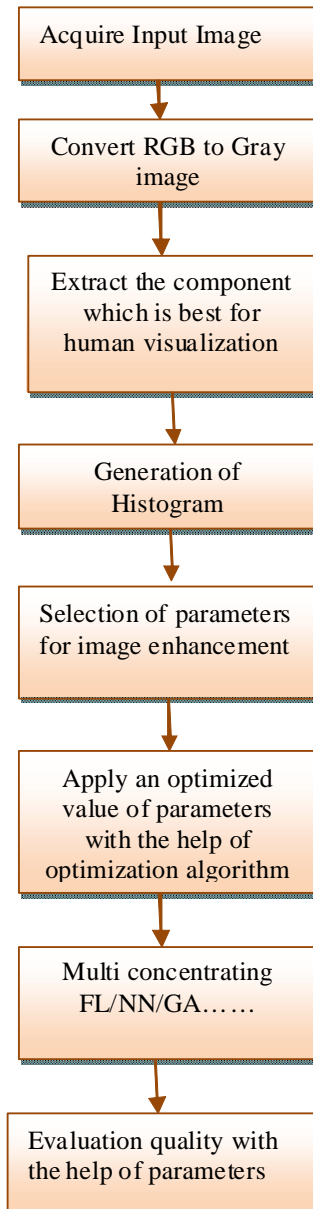 Acquire Input Image
Convert RGB to Gray
image
Extract the component
which is best for
human visualization
Generation of
Histogram
Selection of parameters
for image enhancement
Apply an optimized
value of parameters
with the help of
optimization algorithm
Multi concentrating
FL/NN/GA……
Evaluation quality with
the help of parameters